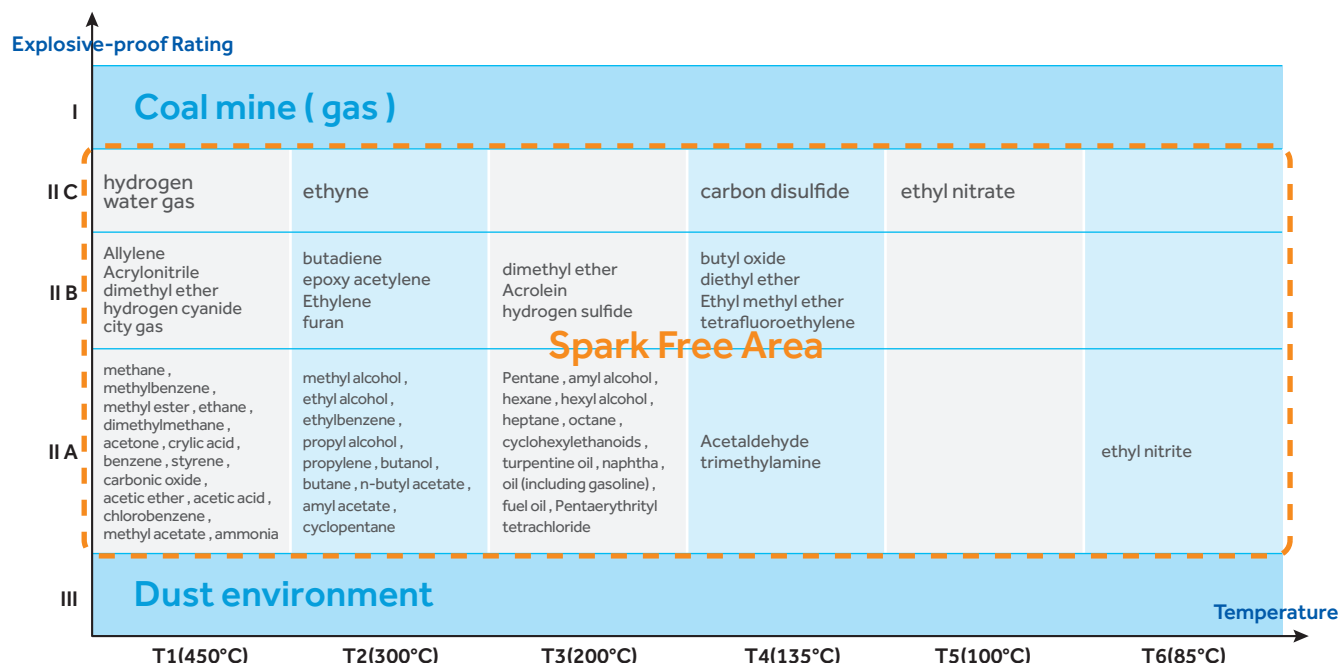 Explosive-proof Rating
I
Coal mine ( gas )
II C
hydrogen
water gas
ethyne
carbon disulfide
ethyl nitrate
II B
Allylene
Acrylonitrile
dimethyl ether
hydrogen cyanide
city gas
butadiene
epoxy acetylene
Ethylene
furan
dimethyl ether
Acrolein
hydrogen sulfide
butyl oxide
diethyl ether
Ethyl methyl ether
tetrafluoroethylene
Spark Free Area
II A
methane ,
methylbenzene ,
methyl ester , ethane ,
dimethylmethane ,
acetone , crylic acid ,
benzene , styrene ,
carbonic oxide ,
acetic ether , acetic acid ,
chlorobenzene ,
methyl acetate , ammonia
methyl alcohol ,
ethyl alcohol ,
ethylbenzene ,
propyl alcohol ,
propylene , butanol ,
butane , n-butyl acetate ,
amyl acetate ,
cyclopentane
Pentane , amyl alcohol ,
hexane , hexyl alcohol ,
heptane , octane ,
cyclohexylethanoids ,
turpentine oil , naphtha ,
oil (including gasoline) ,
fuel oil , Pentaerythrityl
tetrachloride
Acetaldehyde
trimethylamine
ethyl nitrite
III
Dust environment
Temperature
T1(450°C)
T2(300°C)
T3(200°C)
T4(135°C)
T5(100°C)
T6(85°C)